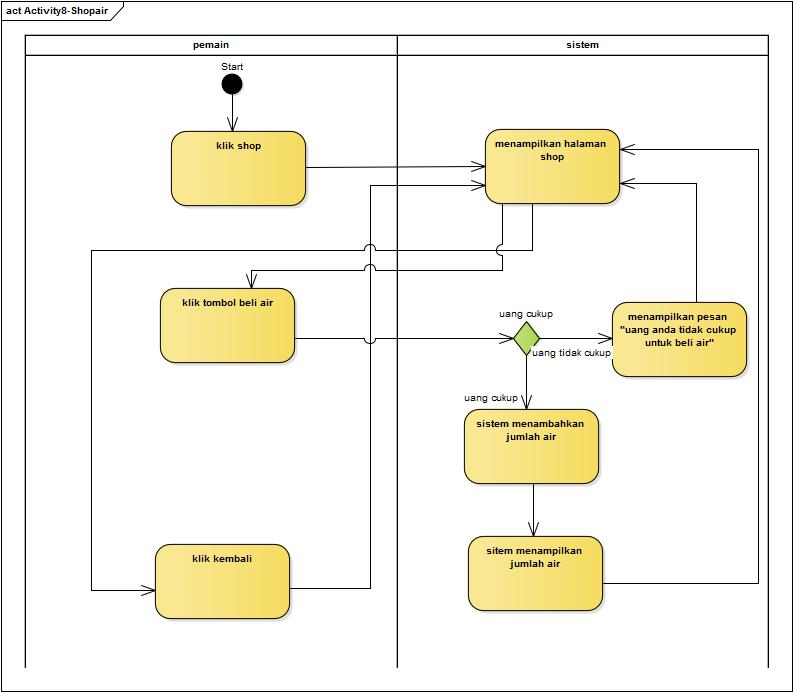 act Activity8-Shopair
pemain
sistem
Start
klik shop
menampilkan halaman
shop
klik tombol beli air
uang cukup
menampilkan pesan
"uang anda tidak cukup
untuk beli air"
uang tidak cukup
uang cukup
sistem menambahkan
jumlah air
klik kembali
sitem menampilkan
jumlah air